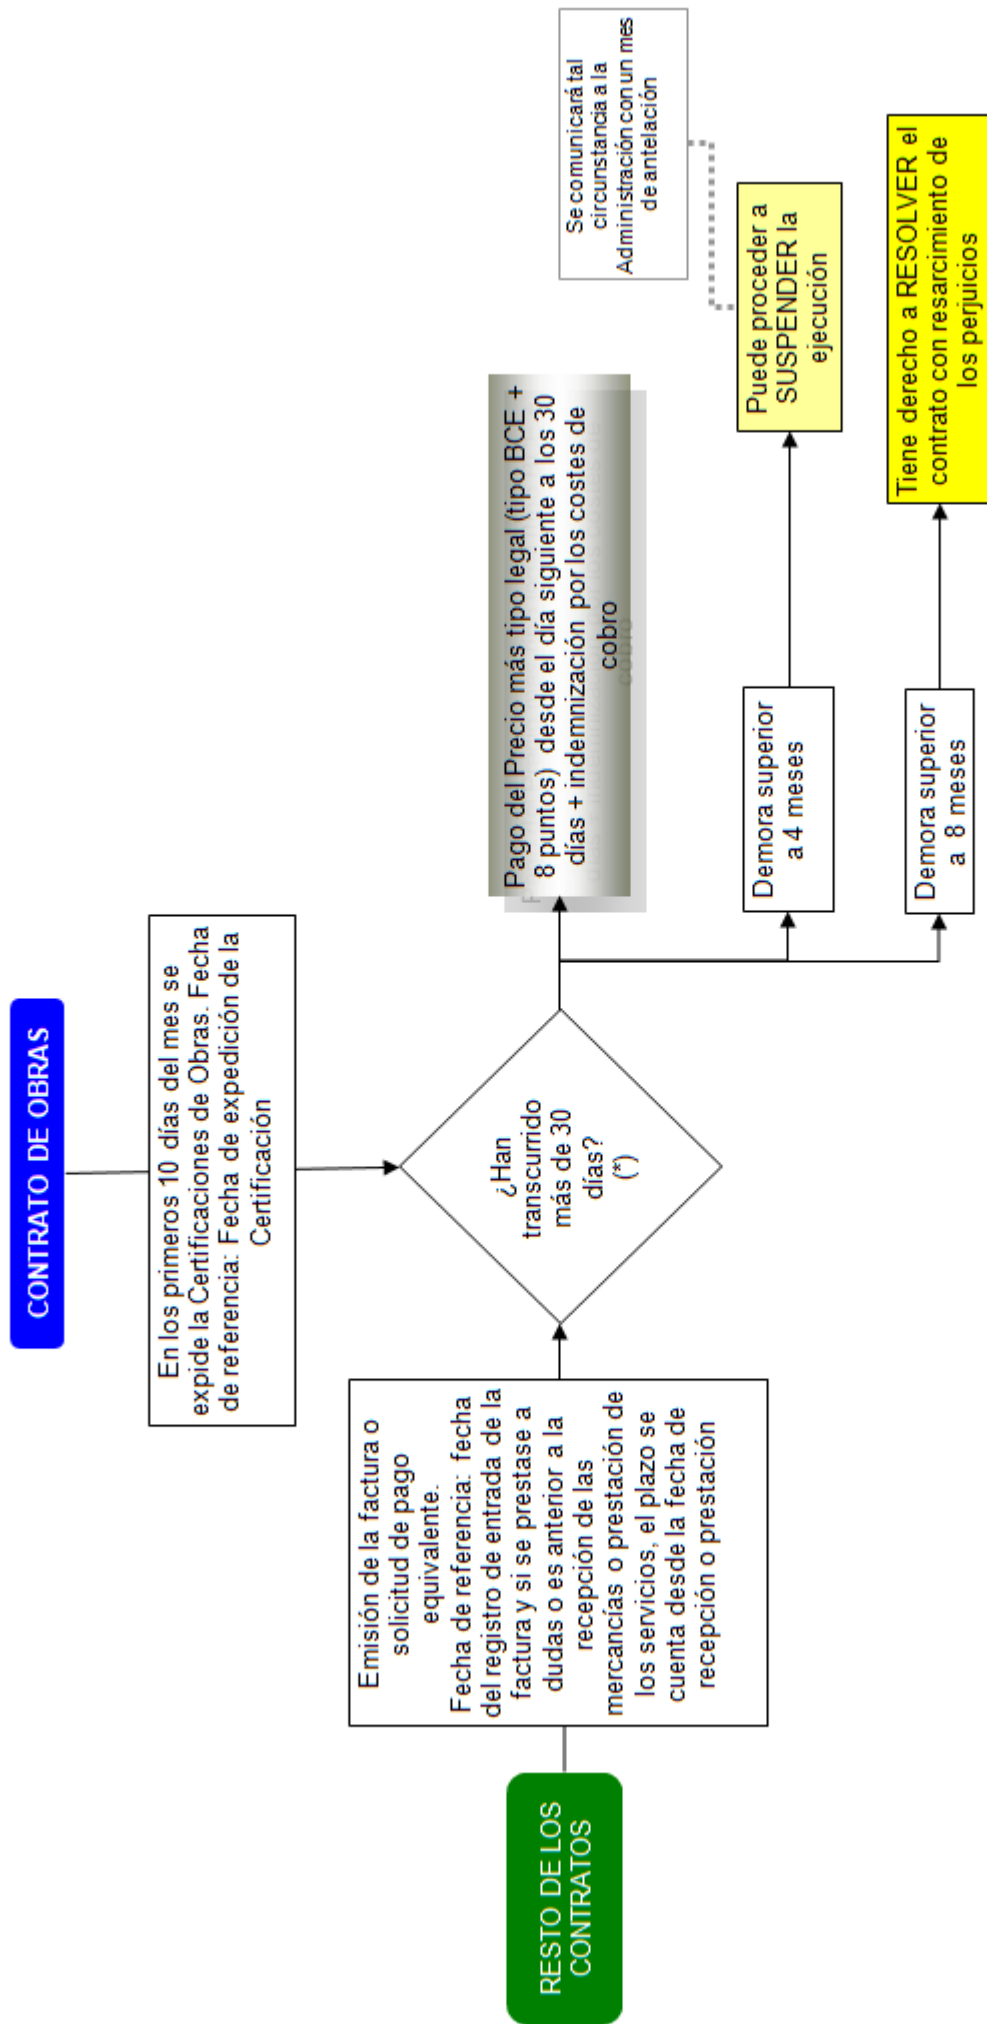 CONTRATO DE OBRAS
En los primeros 10 días del mes se
expide la Certificaciones de Obras. Fecha
de referencia: Fecha de expedición de la
Certificación
RESTO DE LOS
CONTRATOS
Emisión de la factura o
solicitud de pago
equivalente.
Fecha de referencia: fecha
del registro de entrada de la
factura y si se prestase a
dudas o es anterior a la
recepción de las
mercancías o prestación de
los servicios, el plazo se
cuenta desde la fecha de
recepción o prestación
¿Han
transcurrido
más de 30
días?
(*)
Pago del Precio más tipo legal (tipo BCE +
8 puntos) desde el día siguiente a los 30
días + indemnización por los costes de
cobro
Demora superior
a 4 meses
Puede proceder a
SUSPENDER la
ejecución
Se comunicará tal
circunstancia a la
Administración con un mes
de antelación
Demora superior
a 8 meses
Tiene derecho a RESOLVER el
contrato con resarcimiento de
los perjuicios